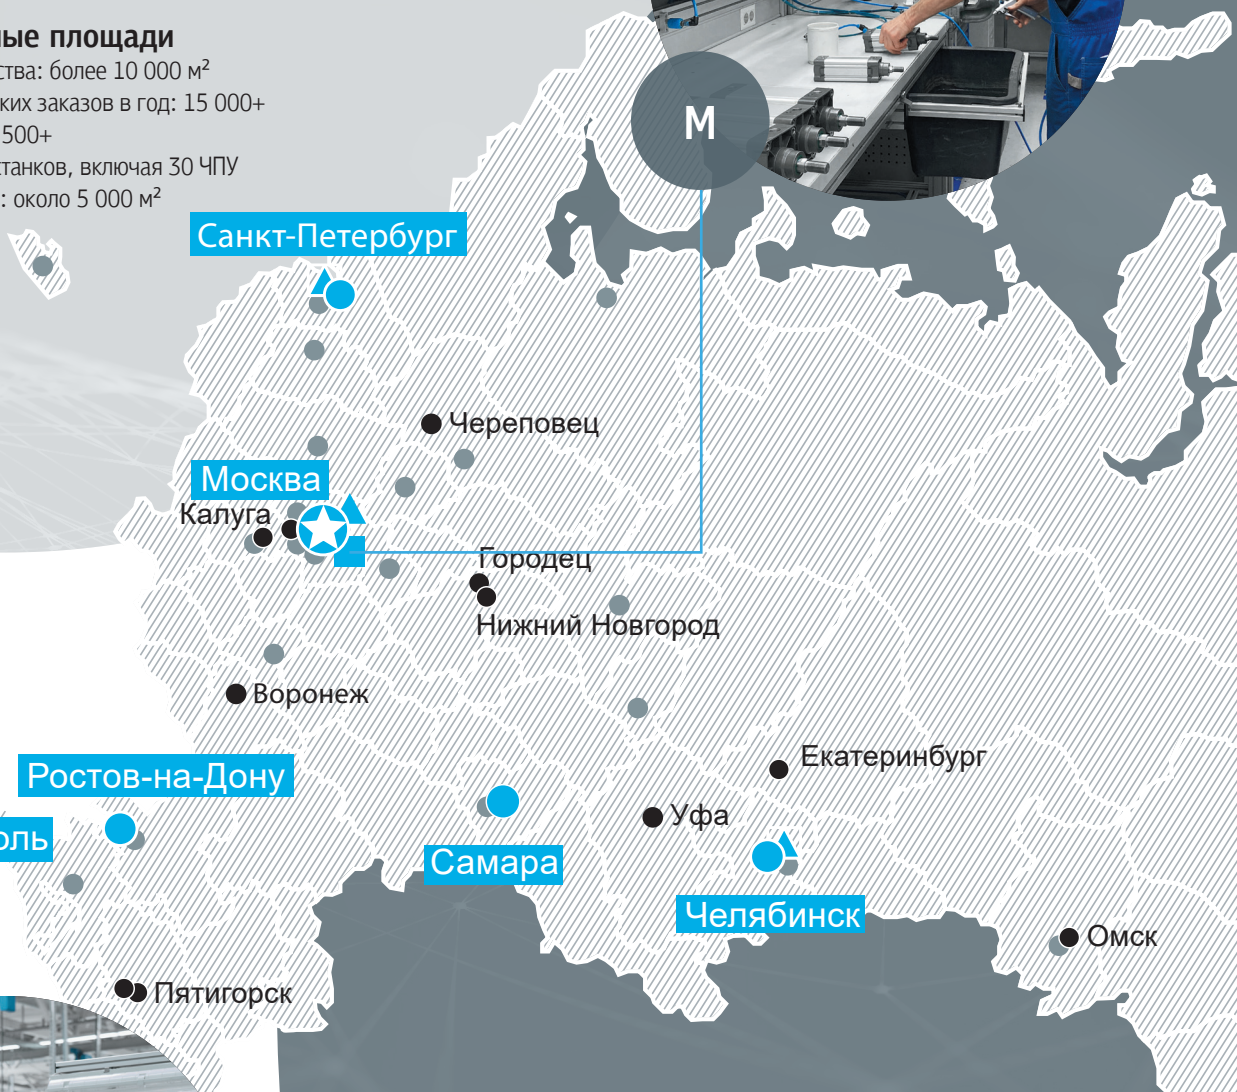 ные площади
ства: более 10 000 м²
ких заказов в год: 15 000+
500+
станков, включая 30 ЧПУ
: около 5 000 м²
М
Санкт-Петербург
Череповец
Москва
Калуга
Городец
Нижний Новгород
Воронеж
Екатеринбург
Ростов-на-Дону
Уфа
оль
Самара
Челябинск
Омск
Пятигорск